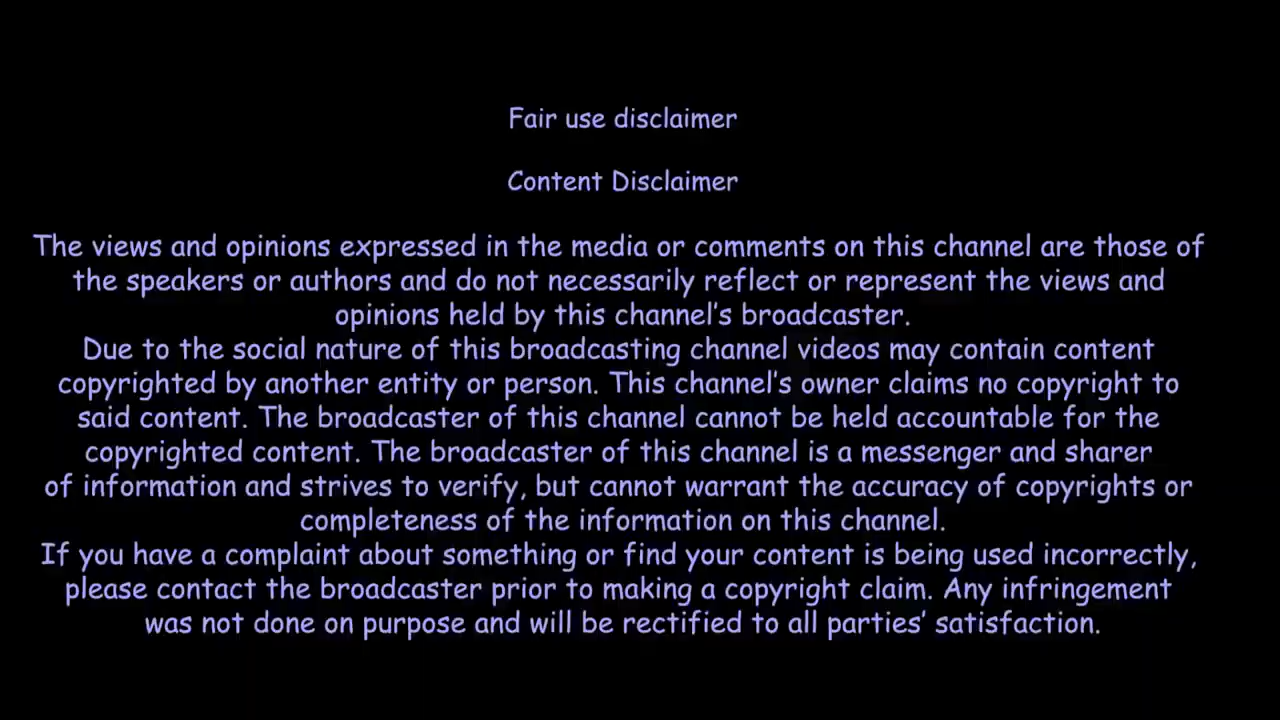 Fair use disclaimer
Content Disclaimer
The views and opinions expressed in the media or comments on this channel are those of
the speakers or authors and do not necessarily reflect or represent the views and
opinions held by this channel’s broadcaster.
Due to the social nature of this broadcasting channel videos may contain content
copyrighted by another entity or person. This channel’s owner claims no copyright to
said content. The broadcaster of this channel cannot be held accountable for the
copyrighted content. The broadcaster of this channel is a messenger and sharer
of information and strives to verify, but cannot warrant the accuracy of copyrights or
completeness of the information on this channel.
If you have a complaint about something or find your content is being used incorrectly,
please contact the broadcaster prior to making a copyright claim. Any infringement
was not done on purpose and will be rectified to all parties’ satisfaction.